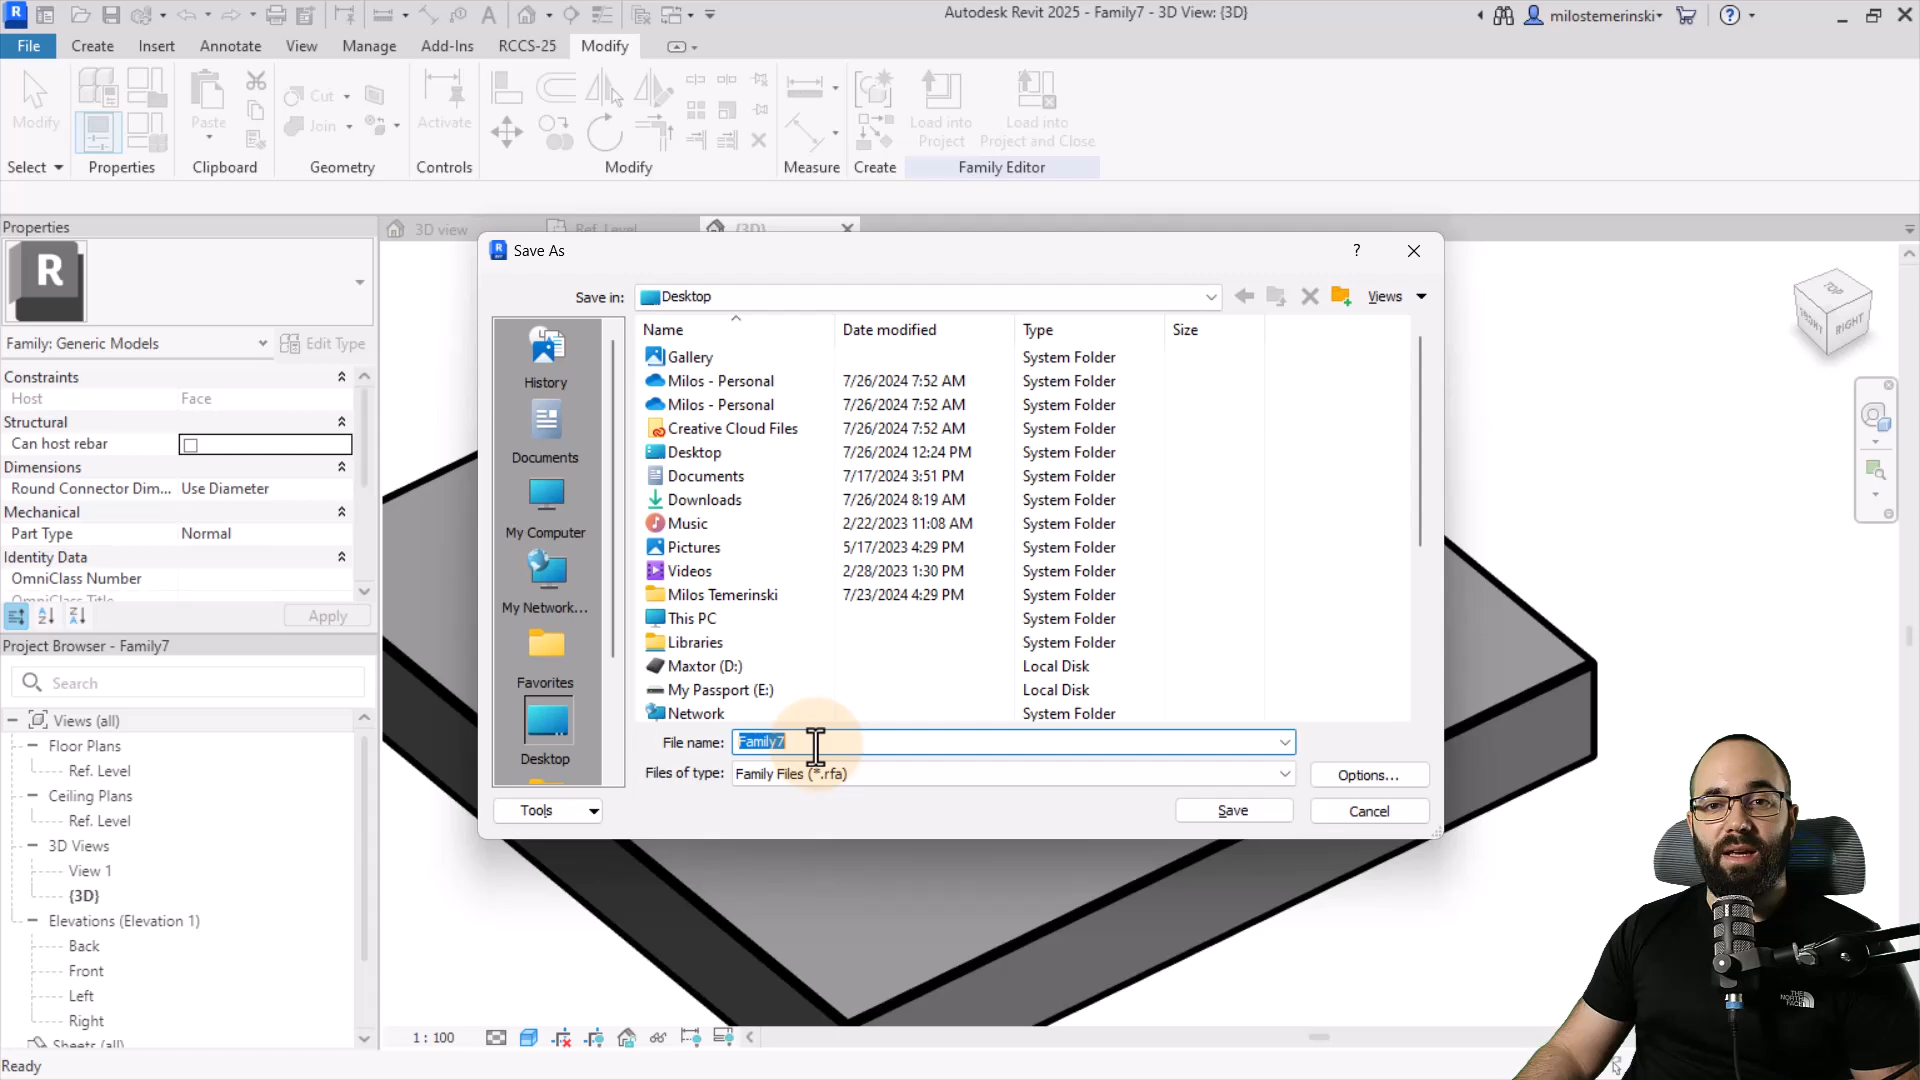 R
Autodesk Revit 2025 - Family7 - 3D View: {3D}
milostemerinski
File Create Insert Annotate View Manage Add-Ins RCCS-25 Modify
Modify
Paste
Cut
Join
Activate
Load into Project
Load into Project and Close
Select Properties Clipboard Geometry Controls Modify Measure Create Family Editor
Properties
3D view Ref. Level {3D}
R
Family: Generic Models Edit Type
Constraints
Host Face
Structural
Can host rebar
Dimensions
Round Connector Dim... Use Diameter
Mechanical
Part Type Normal
Identity Data
OmniClass Number
OmniClass Title
Apply
Project Browser - Family7
Search
Views (all)
Floor Plans
Ref. Level
Ceiling Plans
Ref. Level
3D Views
View 1
{3D}
Elevations (Elevation 1)
Back
Front
Left
Right
Sheets (all)
Ready
Save As
?
Save in: Desktop Views
History
Documents
My Computer
My Network...
Favorites
Desktop
Name Date modified Type Size
Gallery System Folder
Milos - Personal 7/26/2024 7:52 AM System Folder
Milos - Personal 7/26/2024 7:52 AM System Folder
Creative Cloud Files 7/26/2024 7:52 AM System Folder
Desktop 7/26/2024 12:24 PM System Folder
Documents 7/17/2024 3:51 PM System Folder
Downloads 7/26/2024 8:19 AM System Folder
Music 2/22/2023 11:08 AM System Folder
Pictures 5/17/2023 4:29 PM System Folder
Videos 2/28/2023 1:30 PM System Folder
Milos Temerinski 7/23/2024 4:29 PM System Folder
This PC System Folder
Libraries System Folder
Maxtor (D:) Local Disk
My Passport (E:) Local Disk
Network System Folder
File name: Family7
Files of type: Family Files (*.rfa) Options...
Tools Save Cancel
TOP
FRONT RIGHT
1 : 100
THE NORTH FACE